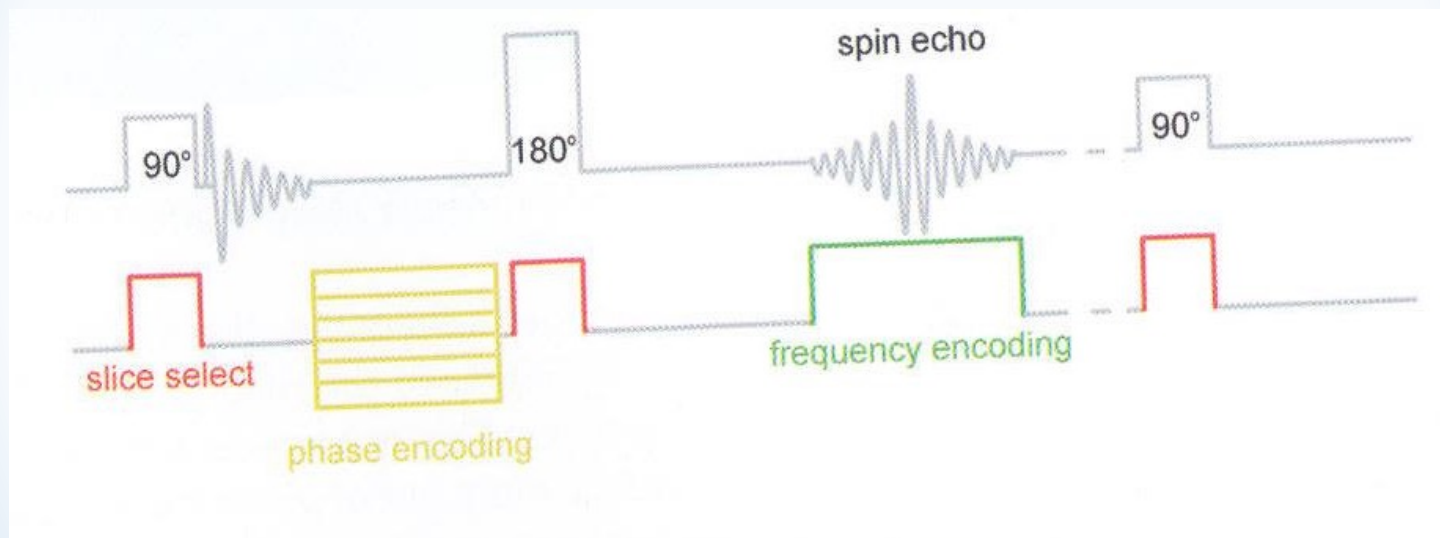 spin echo
90°
180°
90°
slice select
frequency encoding
phase encoding